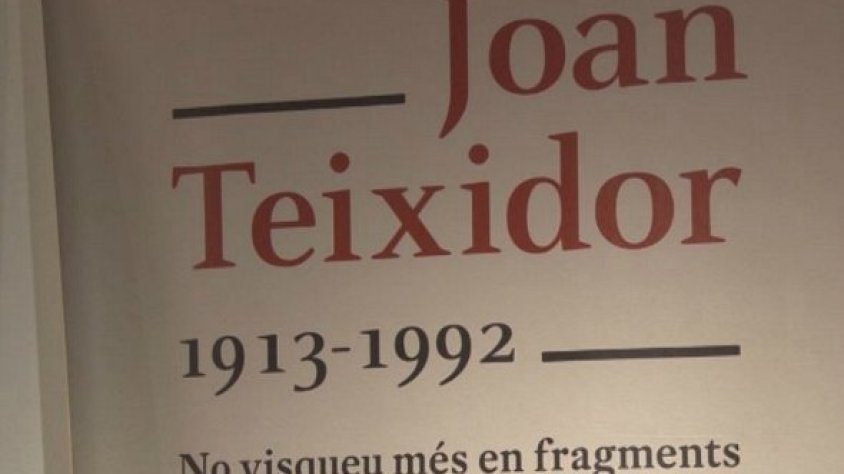 Joan
Teixidor
1913-1992
No visqueu més en fragments